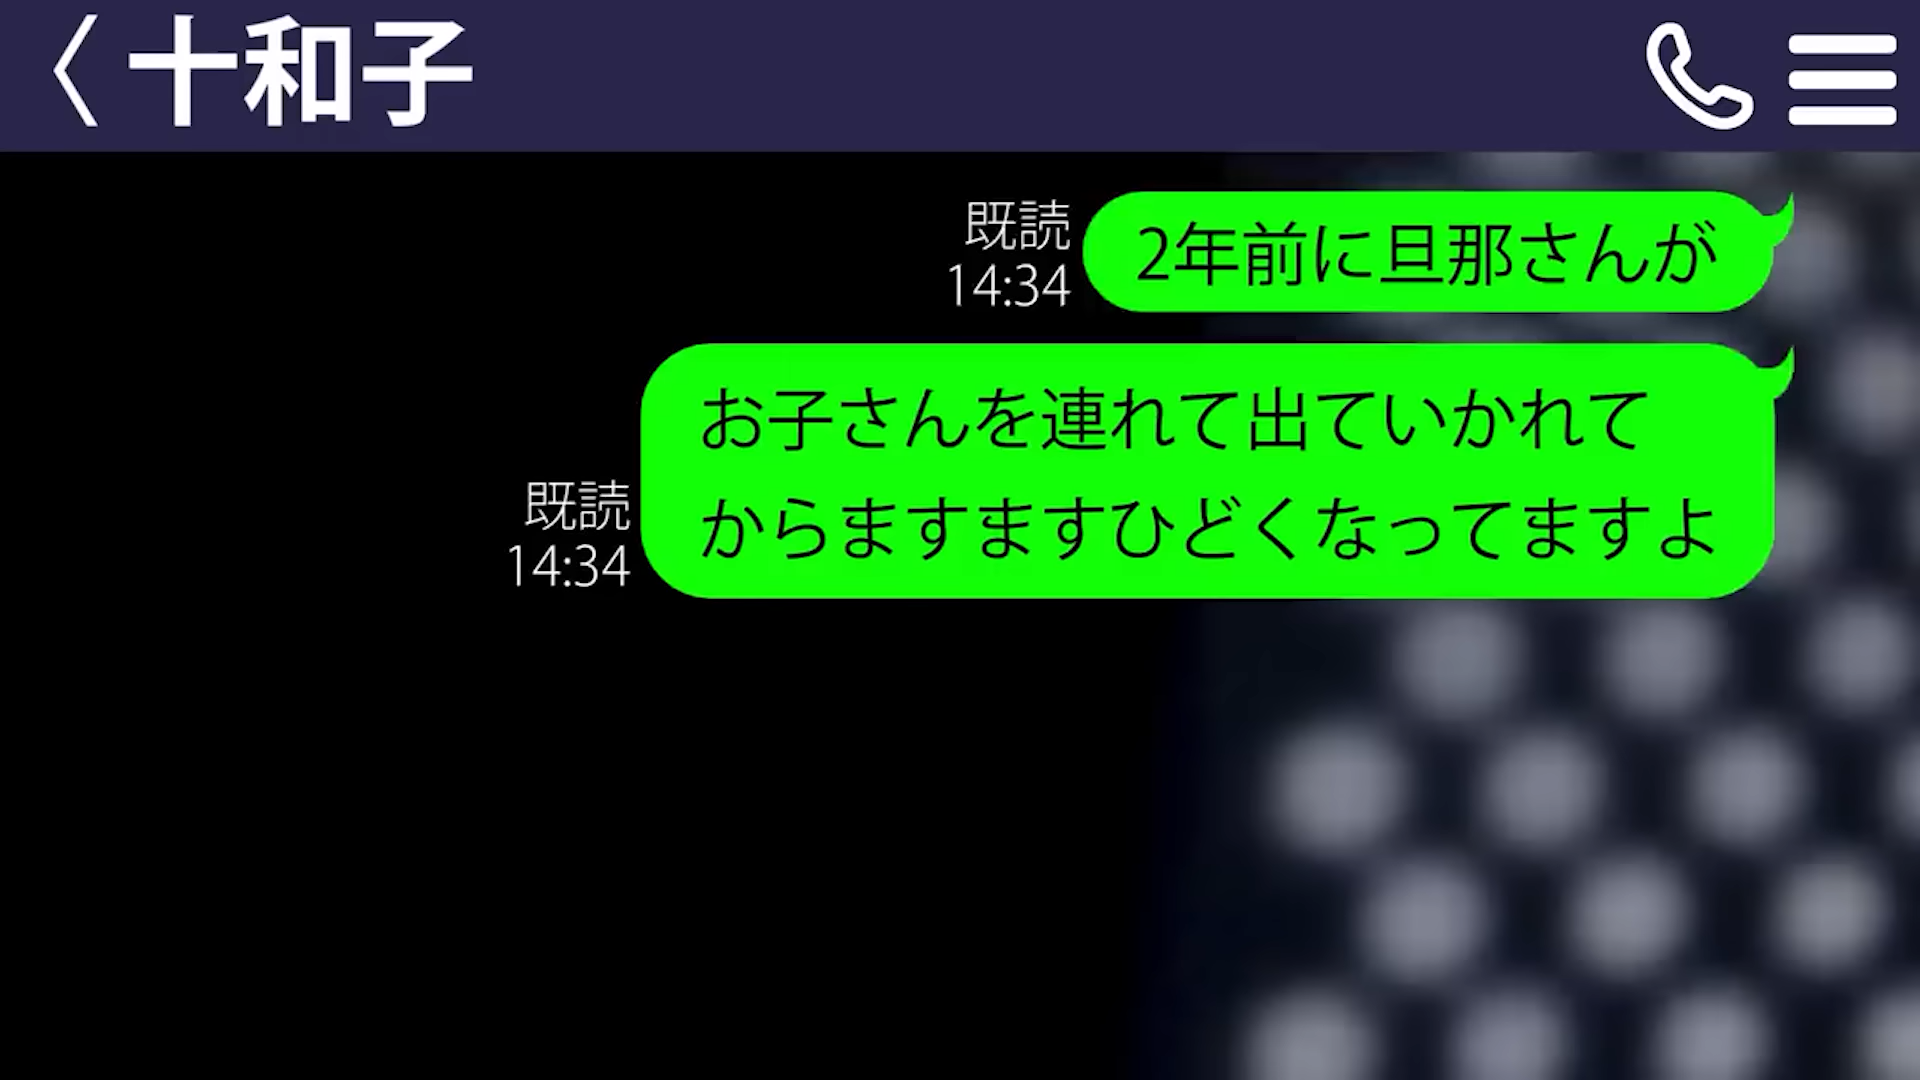 十和子
既読
14:34
2年前に旦那さんが
お子さんを連れて出ていかれて
からますますひどくなってますよ
既読
14:34